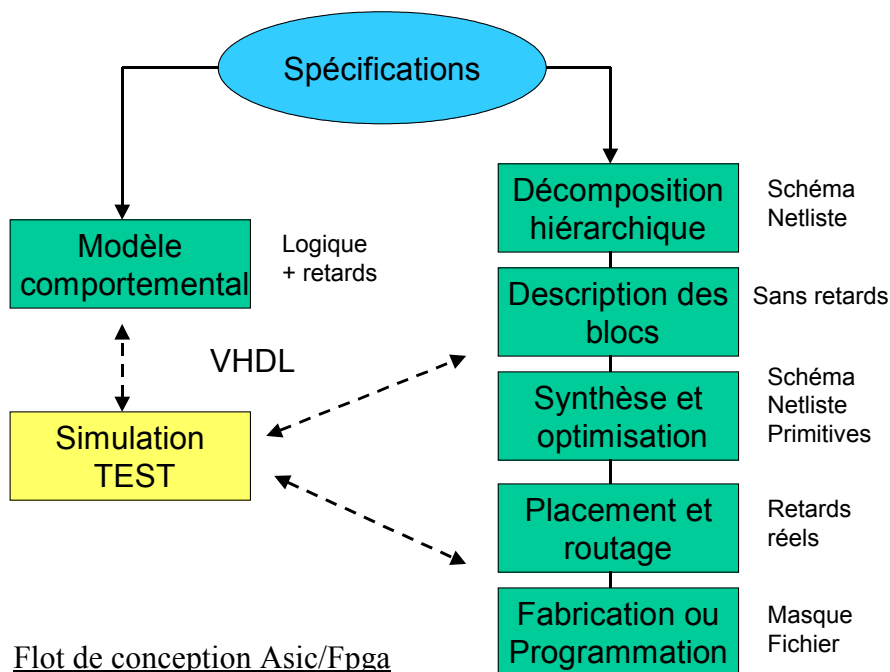 Spécifications
Modèle
comportemental
Logique
+ retards
VHDL
Simulation
TEST
Décomposition
hiérarchique
Schéma
Netliste
Description des
blocs
Sans retards
Synthèse et
optimisation
Schéma
Netliste
Primitives
Placement et
routage
Retards
réels
Fabrication ou
Programmation
Masque
Fichier
Flot de conception Asic/Fpga